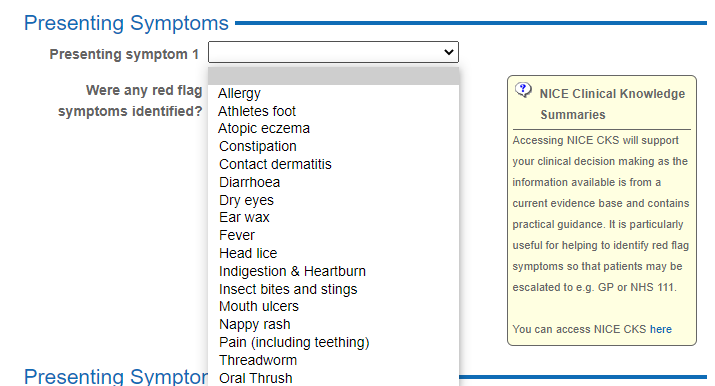 Presenting Symptoms
Presenting symptom 1
Were any red flag
symptoms identified?
Allergy
Athletes foot
Atopic eczema
Constipation
Contact dermatitis
Diarrhoea
Dry eyes
Ear wax
Fever
Head lice
Indigestion & Heartburn
Insect bites and stings
Mouth ulcers
Nappy rash
Pain (including teething)
Threadworm
Oral Thrush
?
NICE Clinical Knowledge
Summaries
Accessing NICE CKS will support
your clinical decision making as the
information available is from a
current evidence base and contains
practical guidance. It is particularly
useful for helping to identify red flag
symptoms so that patients may be
escalated to e.g. GP or NHS 111.
You can access NICE CKS here
Presenting Symptor